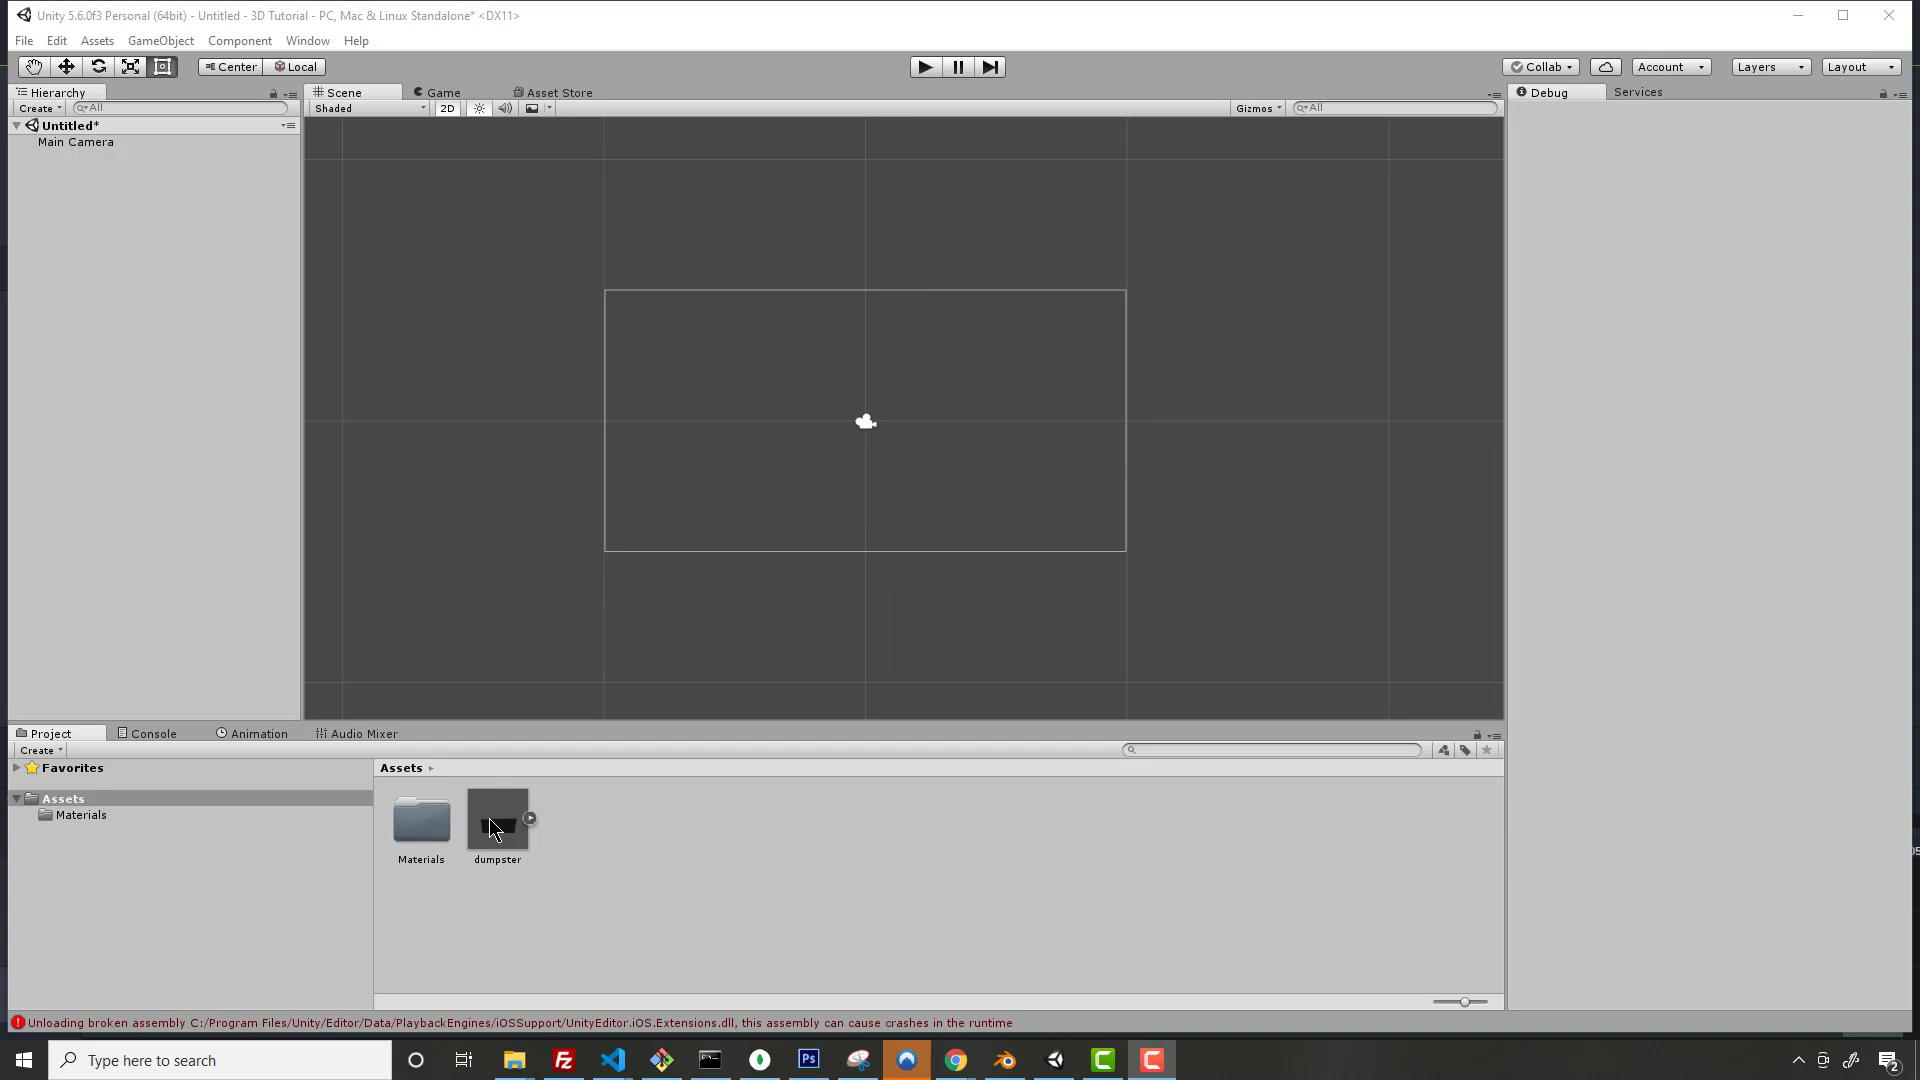 Unity 5.6.0f3 Personal (64bit) - Untitled - 3D Tutorial - PC, Mac & Linux Standalone* <DX11>
File Edit Assets GameObject Component Window Help
Center Local Collab Account Layers Layout
Hierarchy Scene Game Asset Store Debug Services
Create All Shaded 2D Gizmos All
Untitled*
Main Camera
Project Console Animation Audio Mixer
Create
Favorites Assets
Assets
Materials
Materials dumpster
Unloading broken assembly C:/Program Files/Unity/Editor/Data/PlaybackEngines/iOSSupport/UnityEditor.iOS.Extensions.dll, this assembly can cause crashes in the runtime
Type here to search Fz Ps 2